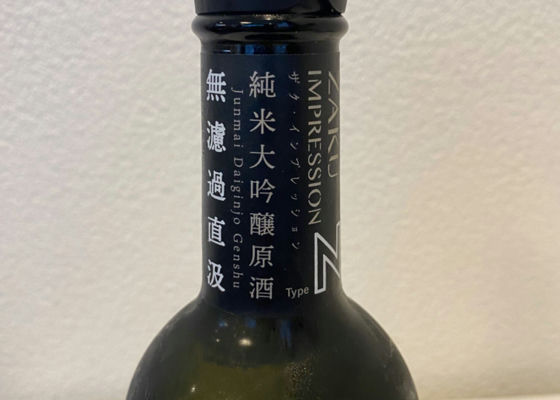 ZAKU
IMPRESSION
ザク インプレッション
Type N
純米大吟醸原酒
Junmai Daiginjo Genshu
無濾過直汲